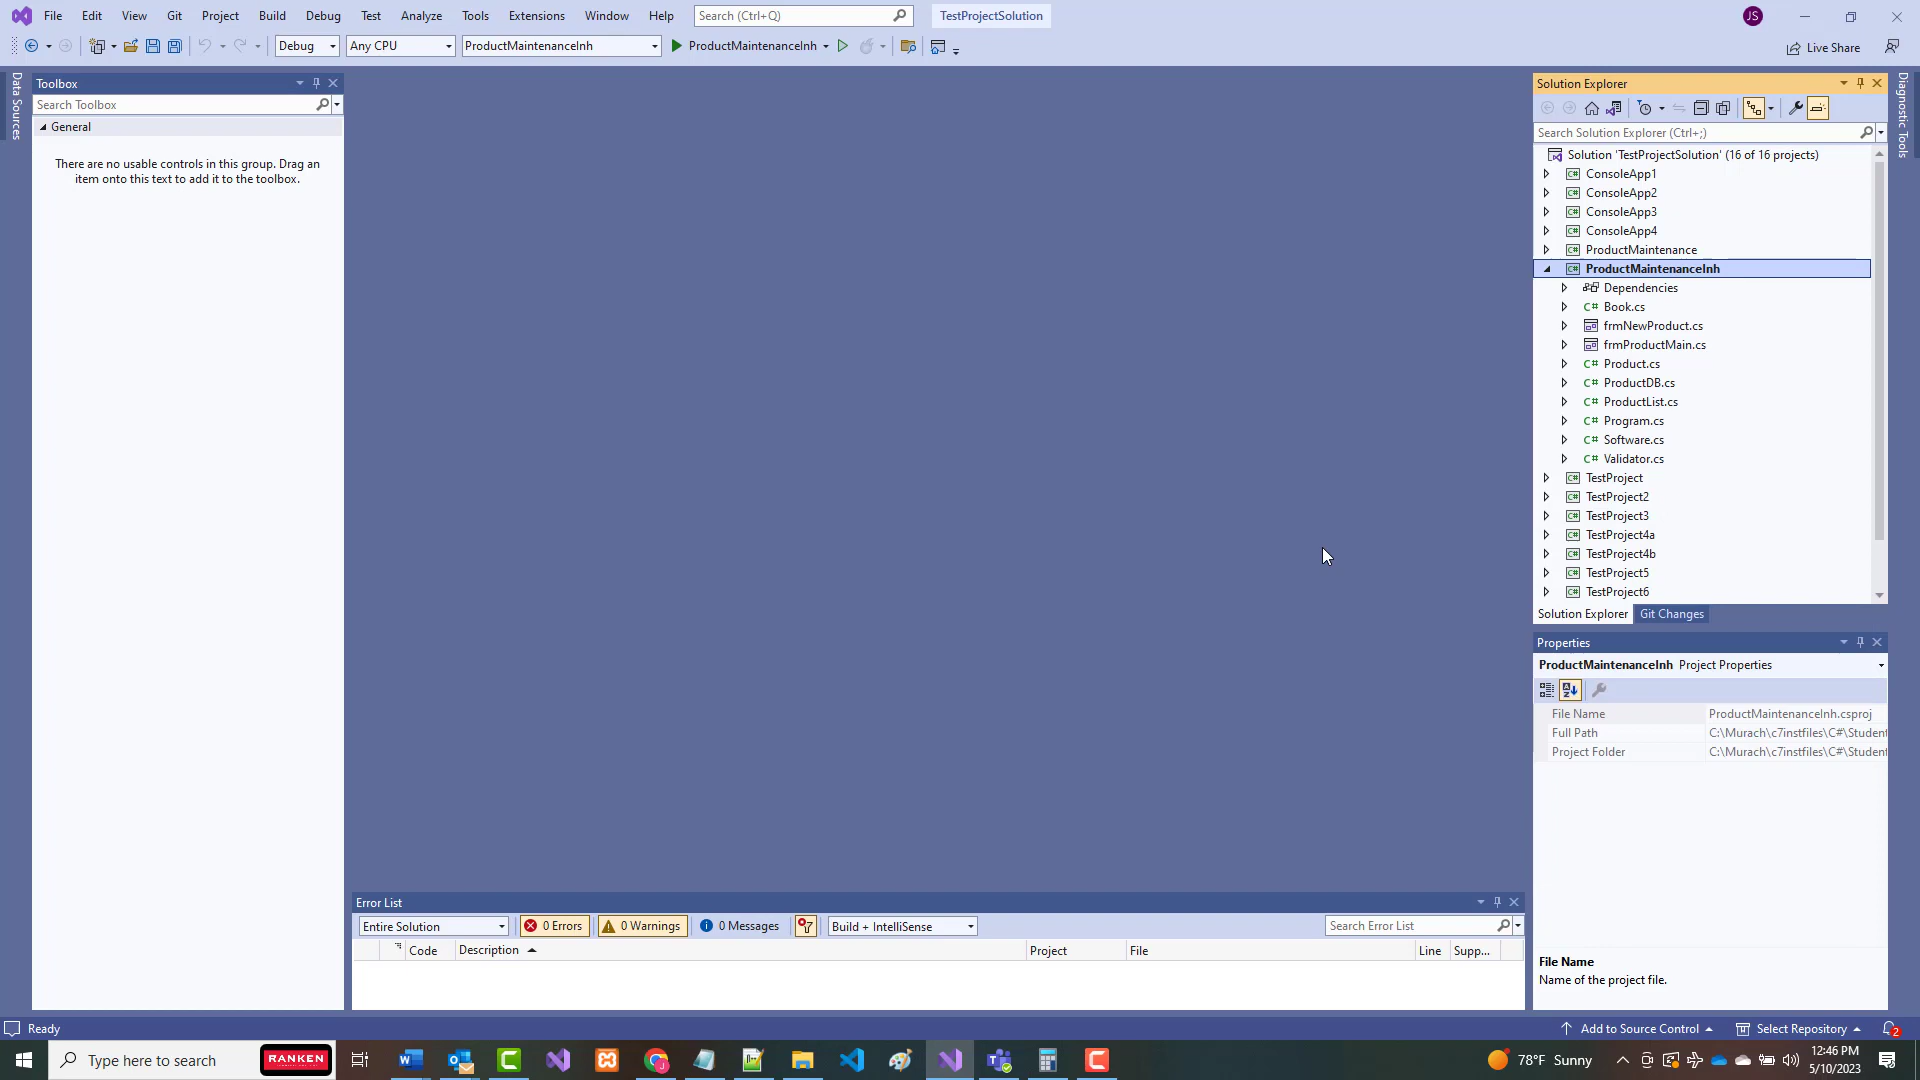 File Edit View Git Project Build Debug Test Analyze Tools Extensions Window Help Search (Ctrl+Q) TestProjectSolution JS
Debug Any CPU ProductMaintenanceInh ProductMaintenanceInh Live Share
Data Sources
Toolbox
Search Toolbox
General
There are no usable controls in this group. Drag an
item onto this text to add it to the toolbox.
Solution Explorer
Search Solution Explorer (Ctrl+;)
Solution 'TestProjectSolution' (16 of 16 projects)
ConsoleApp1
ConsoleApp2
ConsoleApp3
ConsoleApp4
ProductMaintenance
ProductMaintenanceInh
Dependencies
C# Book.cs
frmNewProduct.cs
frmProductMain.cs
C# Product.cs
C# ProductDB.cs
C# ProductList.cs
C# Program.cs
C# Software.cs
C# Validator.cs
TestProject
TestProject2
TestProject3
TestProject4a
TestProject4b
TestProject5
TestProject6
Solution Explorer Git Changes
Diagnostic Tools
Properties
ProductMaintenanceInh Project Properties
File Name ProductMaintenanceInh.csproj
Full Path C:\Murach\c7instfiles\C#\Student
Project Folder C:\Murach\c7instfiles\C#\Student
File Name
Name of the project file.
Error List
Entire Solution 0 Errors 0 Warnings 0 Messages Build + IntelliSense Search Error List
Code Description Project File Line Supp...
Ready Add to Source Control Select Repository 2
Type here to search RANKEN 78°F Sunny 12:46 PM
5/10/2023